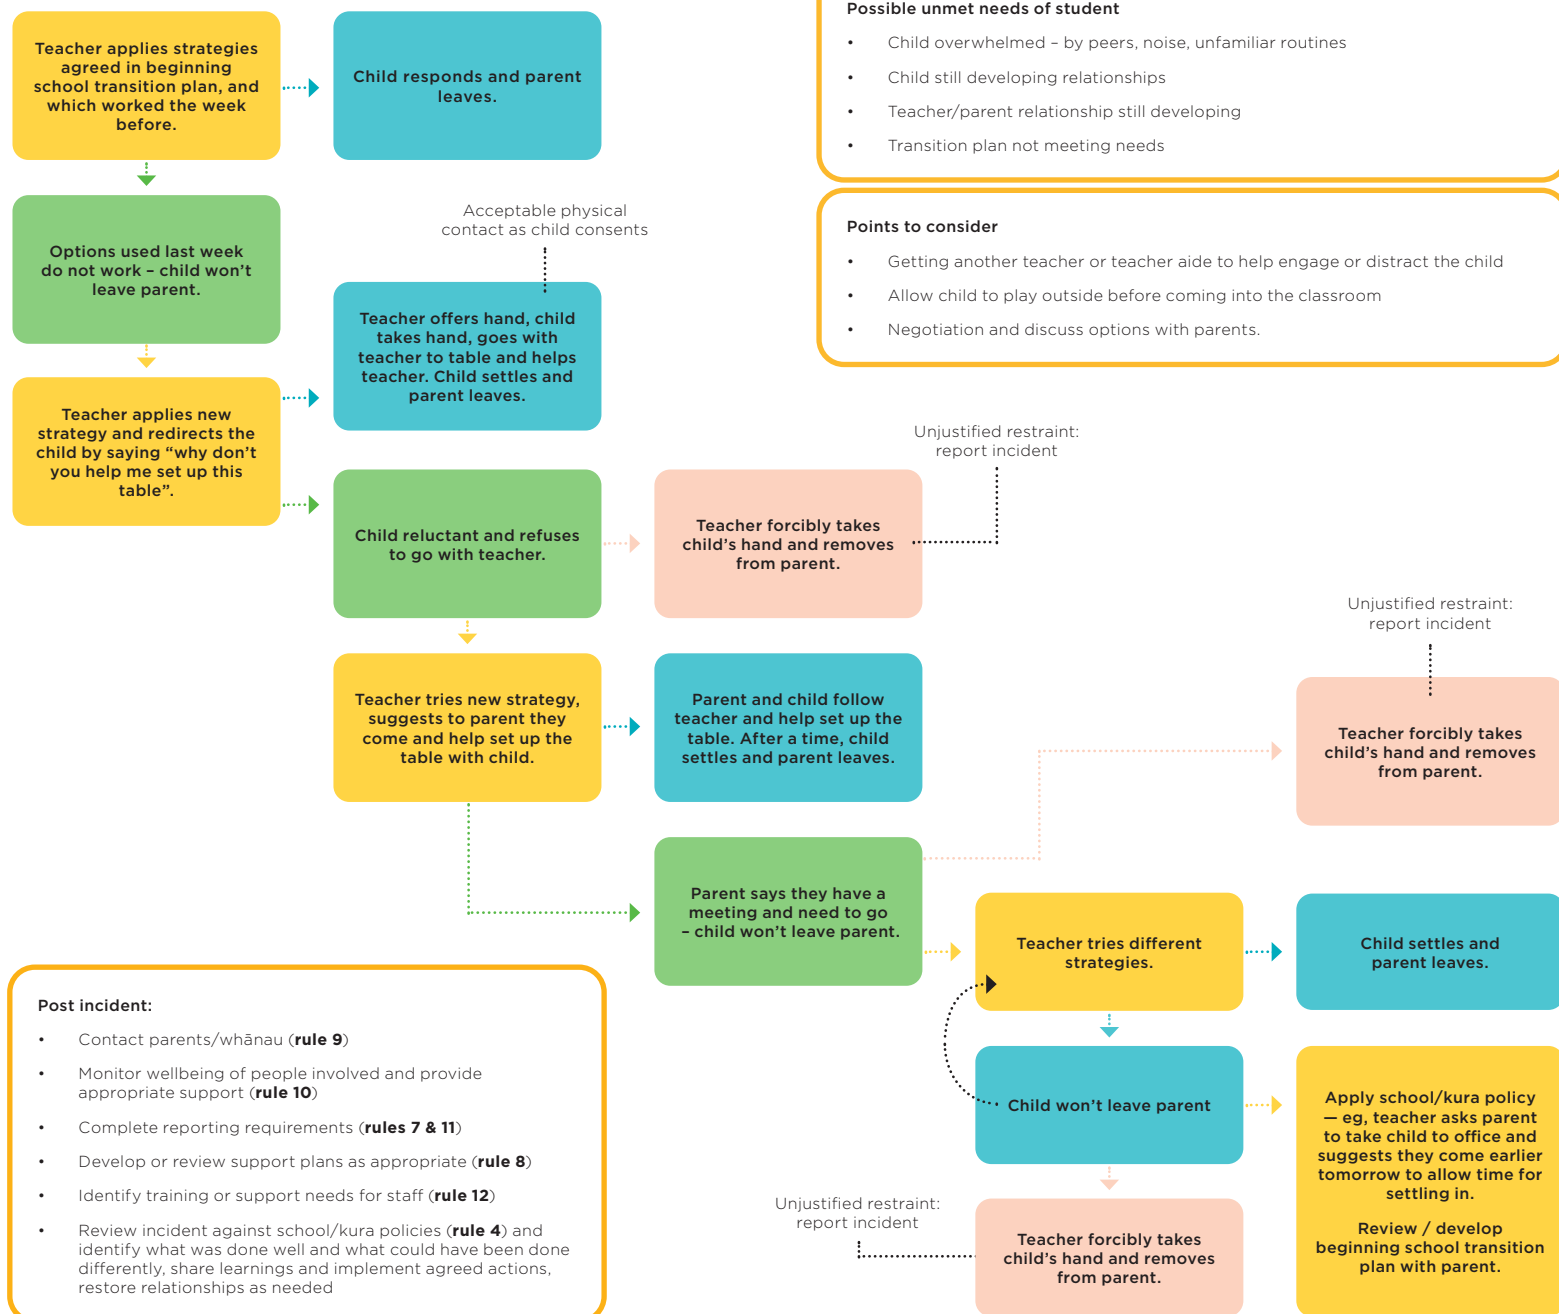 Teacher applies strategies
agreed in beginning
school transition plan, and
which worked the week
before.
Child responds and parent
leaves.
Possible unmet needs of student
• Child overwhelmed – by peers, noise, unfamiliar routines
• Child still developing relationships
• Teacher/parent relationship still developing
• Transition plan not meeting needs
Options used last week
do not work – child won’t
leave parent.
Acceptable physical
contact as child consents
Points to consider
• Getting another teacher or teacher aide to help engage or distract the child
• Allow child to play outside before coming into the classroom
• Negotiation and discuss options with parents.
Teacher offers hand, child
takes hand, goes with
teacher to table and helps
teacher. Child settles and
parent leaves.
Teacher applies new
strategy and redirects the
child by saying “why don’t
you help me set up this
table”.
Unjustified restraint:
report incident
Child reluctant and refuses
to go with teacher.
Teacher forcibly takes
child’s hand and removes
from parent.
Unjustified restraint:
report incident
Teacher tries new strategy,
suggests to parent they
come and help set up the
table with child.
Parent and child follow
teacher and help set up the
table. After a time, child
settles and parent leaves.
Teacher forcibly takes
child’s hand and removes
from parent.
Parent says they have a
meeting and need to go
– child won’t leave parent.
Teacher tries different
strategies.
Child settles and
parent leaves.
Child won’t leave parent
Apply school/kura policy
— eg, teacher asks parent
to take child to office and
suggests they come earlier
tomorrow to allow time for
settling in.
Review / develop
beginning school transition
plan with parent.
Unjustified restraint:
report incident
Teacher forcibly takes
child’s hand and removes
from parent.
Post incident:
• Contact parents/whānau (rule 9)
• Monitor wellbeing of people involved and provide
appropriate support (rule 10)
• Complete reporting requirements (rules 7 & 11)
• Develop or review support plans as appropriate (rule 8)
• Identify training or support needs for staff (rule 12)
• Review incident against school/kura policies (rule 4) and
identify what was done well and what could have been done
differently, share learnings and implement agreed actions,
restore relationships as needed